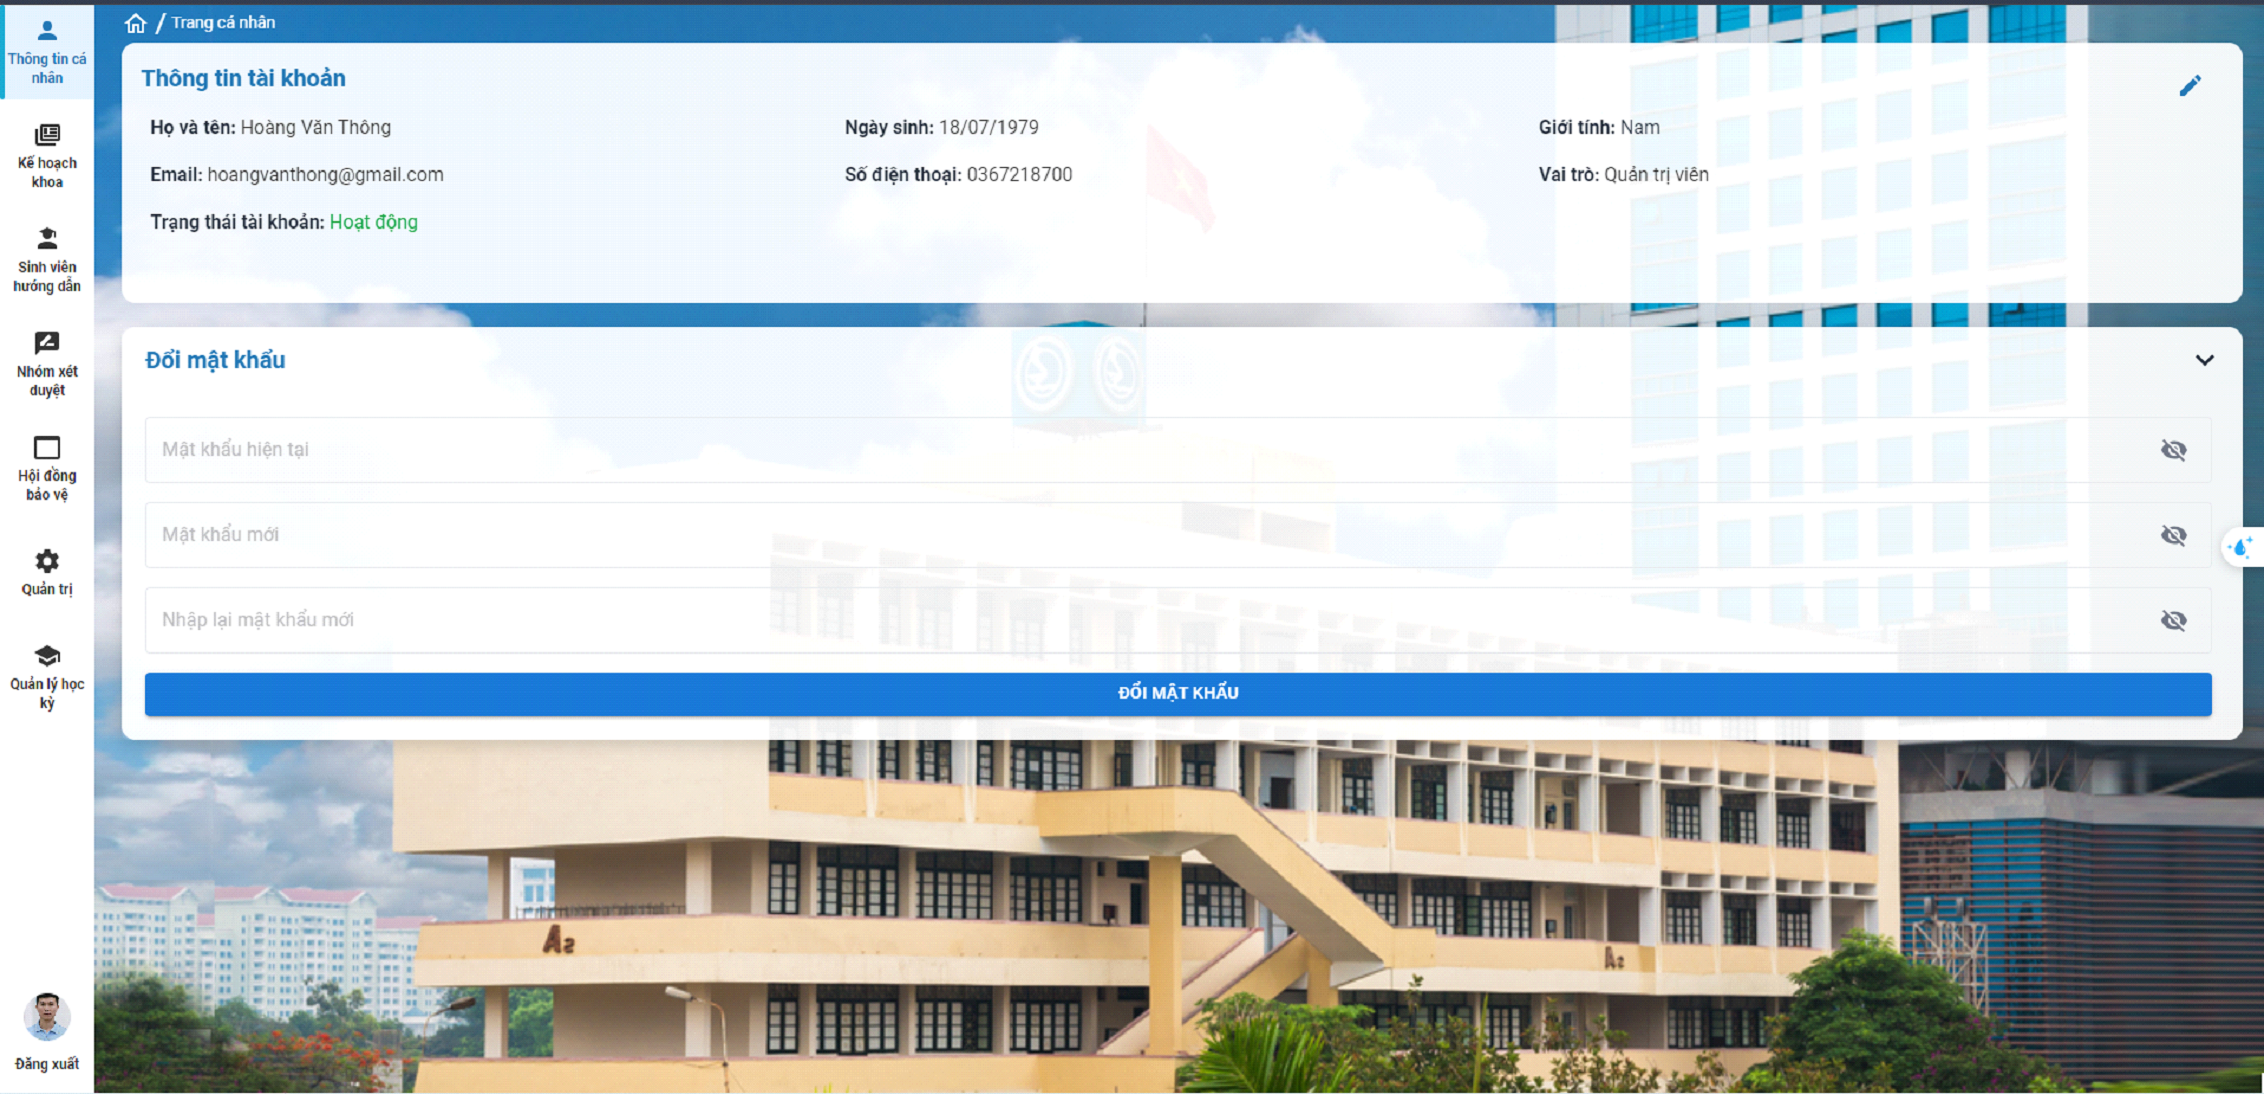 Trang cá nhân
Thông tin cá
nhân
Kế hoạch
khoa
Sinh viên
hướng dẫn
Nhóm xét
duyệt
Hội đồng
bảo vệ
Quản trị
Quản lý học
kỳ
Đăng xuất
Thông tin tài khoản
Họ và tên: Hoàng Văn Thông
Ngày sinh: 18/07/1979
Giới tính: Nam
Email: hoangvanthong@gmail.com
Số điện thoại: 0367218700
Vai trò: Quản trị viên
Trạng thái tài khoản: Hoạt động
Đổi mật khẩu
Mật khẩu hiện tại
Mật khẩu mới
Nhập lại mật khẩu mới
ĐỔI MẬT KHẨU
A2
A2